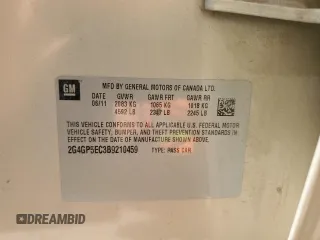 GM
MFD BY GENERAL MOTORS OF CANADA LTD.
DATE GVWR GAWR FRT GAWR RR
06/11 2083 KG 1065 KG 1018 KG
4592 LB 2347 LB 2245 LB
THIS VEHICLE CONFORMS TO ALL APPLICABLE U.S. FEDERAL MOTOR
VEHICLE SAFETY, BUMPER, AND THEFT PREVENTION STANDARDS IN
EFFECT ON THE DATE OF MANUFACTURE SHOWN ABOVE.
2G4GP5EC3B9210459 TYPE: PASS CAR
DREAMBID